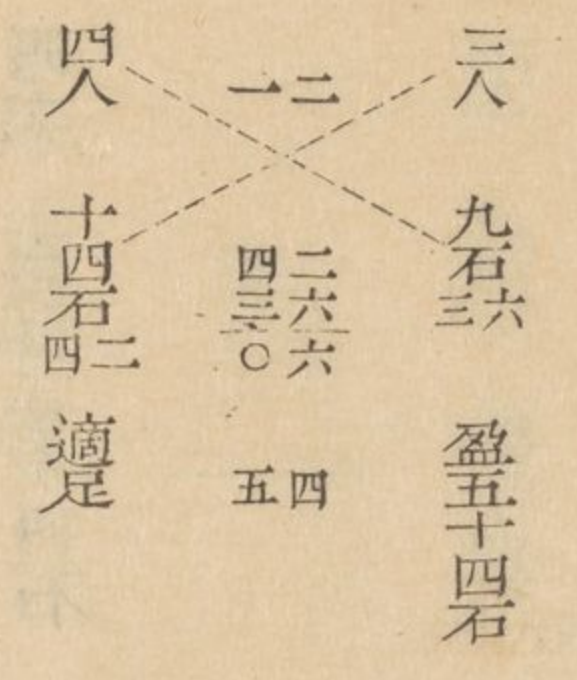 三人
九石
三六
盈五十四石
一二
四二
三六
〇六
五四
四人
十四石
四二
適足